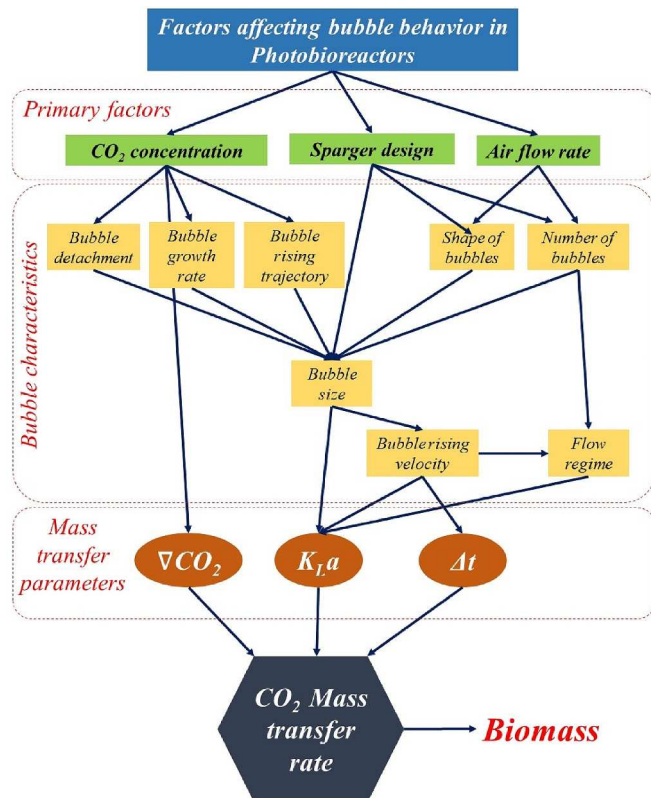 Factors affecting bubble behavior in
Photobioreactors
Primary factors
CO₂ concentration
Sparger design
Air flow rate
Bubble characteristics
Bubble
detachment
Bubble
growth
rate
Bubble
rising
trajectory
Shape of
bubbles
Number of
bubbles
Bubble
size
Bubble rising
velocity
Flow
regime
Mass
transfer
parameters
∇CO₂
K_La
Δt
CO₂ Mass
transfer
rate
Biomass